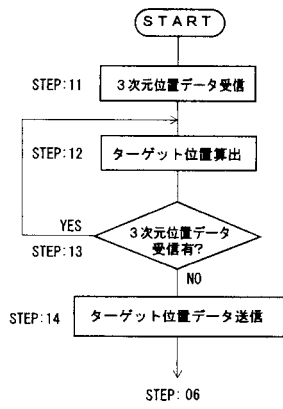 START
STEP:11
3次元位置データ受信
STEP:12
ターゲット位置算出
YES
STEP:13
3次元位置データ
受信有?
NO
STEP:14
ターゲット位置データ送信
STEP: 06